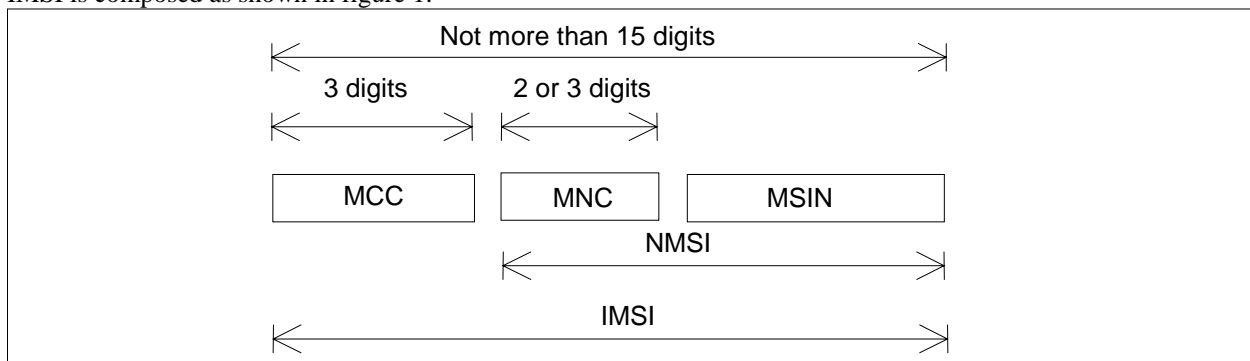 IMSI is composed as shown in figure 1.
Not more than 15 digits
3 digits 2 or 3 digits
MCC MNC MSIN
NMSI
IMSI